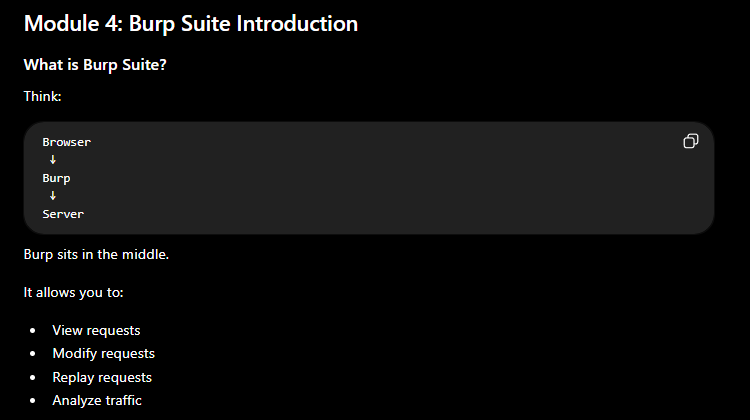 Module 4: Burp Suite Introduction
What is Burp Suite?
Think:
Browser
↓
Burp
↓
Server
Burp sits in the middle.
It allows you to:
• View requests
• Modify requests
• Replay requests
• Analyze traffic